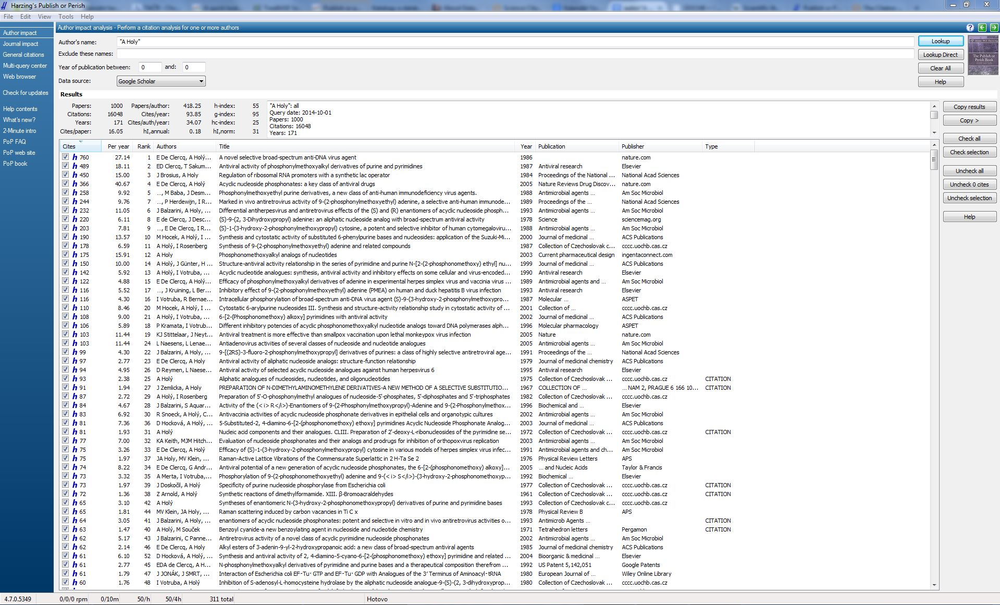 Harzing's Publish or Perish
File Edit View Tools Help
Author impact
Journal impact
General citations
Multi-query center
Web browser
Check for updates
Help contents
What's new?
2-Minute intro
PoP FAQ
PoP web site
PoP book
Author impact analysis - Perform a citation analysis for one or more authors
Author's name: "A Holy"
Exclude these names:
Year of publication between: 0 and: 0
Data source: Google Scholar
Lookup
Lookup Direct
Clear All
Help
The Publish or
Perish Book
Results
Papers: 1000 Papers/author: 418.25 h-index: 55
Citations: 16048 Cites/year: 93.85 g-index: 95
Years: 171 Cites/auth/year: 34.07 hc-index: 25
Cites/paper: 16.05 hI,annual: 0.18 hI,norm: 31
"A Holy": all
Query date: 2014-10-01
Papers: 1000
Citations: 16048
Years: 171
Copy results
Copy >
Check all
Check selection
Uncheck all
Uncheck 0 cites
Uncheck selection
Help
Cites Per year Rank Authors Title Year Publication Publisher Type
h 760 27.14 1 E De Clercq, A Holý... A novel selective broad-spectrum anti-DNA virus agent 1986 nature.com
h 489 18.11 2 ED Clercq, T Sakum... Antiviral activity of phosphonylmethoxyalkyl derivatives of purine and pyrimidines 1987 Antiviral research Elsevier
h 450 15.00 3 J Brosius, A Holy Regulation of ribosomal RNA promoters with a synthetic lac operator 1984 Proceedings of the National ... National Acad Sciences
h 366 40.67 4 E De Clercq, A Holý Acyclic nucleoside phosphonates: a key class of antiviral drugs 2005 Nature Reviews Drug Discov... nature.com
h 258 9.92 5 ..., M Baba, J Desm... Phosphonylmethoxyethyl purine derivatives, a new class of anti-human immunodeficiency virus agents. 1988 Antimicrobial agents ... Am Soc Microbiol
h 244 9.76 7 ..., P Herdewijn, I R... Marked in vivo antiretrovirus activity of 9-(2-phosphonylmethoxyethyl) adenine, a selective anti-human immunode... 1989 Proceedings of the ... National Acad Sciences
h 232 11.05 6 J Balzarini, A Holy, ... Differential antiherpesvirus and antiretrovirus effects of the (S) and (R) enantiomers of acyclic nucleoside phosph... 1993 Antimicrobial agents ... Am Soc Microbiol
h 220 6.11 8 E de Clercq, J Desc... (S)-9-(2, 3-Dihydroxypropyl) adenine: an aliphatic nucleoside analog with broad-spectrum antiviral activity 1978 Science sciencemag.org
h 203 7.81 9 ..., E De Clercq, I R... (S)-1-(3-hydroxy-2-phosphonylmethoxypropyl) cytosine, a potent and selective inhibitor of human cytomegaloviru... 1988 Antimicrobial agents ... Am Soc Microbiol
h 190 13.57 10 M Hocek, A Holý, I ... Synthesis and cytostatic activity of substituted 6-phenylpurine bases and nucleosides: application of the Suzuki-Mi... 2000 Journal of medicinal ... ACS Publications
h 178 6.59 11 A Holý, I Rosenberg Synthesis of 9-(2-phosphonylmethoxyethyl) adenine and related compounds 1987 Collection of Czechoslovak c... cccc.uochb.cas.cz
h 175 15.91 12 A Holy Phosphonomethoxyalkyl analogs of nucleotides 2003 Current pharmaceutical design ingentaconnect.com
h 150 10.00 14 A Holý, J Günter, H ... Structure-antiviral activity relationship in the series of pyrimidine and purine N-[2-(2-phosphonomethoxy) ethyl] nu... 1999 Journal of medicinal ... ACS Publications
h 142 5.92 13 A Holý, I Votruba, ... Acyclic nucleotide analogues: synthesis, antiviral activity and inhibitory effects on some cellular and virus-encoded... 1990 Antiviral research Elsevier
h 122 4.88 15 E De Clercq, A Holý... Efficacy of phosphonylmethoxyalkyl derivatives of adenine in experimental herpes simplex virus and vaccinia virus ... 1989 Antimicrobial agents and ... Am Soc Microbiol
h 116 5.52 17 ..., J Kruining, L Ber... Inhibitory effect of 9-(2-phosphonylmethoxyethyl) adenine (PMEA) on human and duck hepatitis B virus infection 1993 Antiviral research Elsevier
h 116 4.30 16 I Votruba, R Bernae... Intracellular phosphorylation of broad-spectrum anti-DNA virus agent (S)-9-(3-hydroxy-2-phosphonylmethoxypro... 1987 Molecular ... ASPET
h 110 8.46 20 M Hocek, A Holý, I ... Cytostatic 6-arylpurine nucleosides III. Synthesis and structure-activity relationship study in cytostatic activity of ... 2001 Collection of ... cccc.uochb.cas.cz
h 108 9.00 21 A Holý, I Votruba, ... 6-[2-(Phosphonomethoxy) alkoxy] pyrimidines with antiviral activity 2002 Journal of medicinal ... ACS Publications
h 106 5.89 18 P Kramata, I Votrub... Different inhibitory potencies of acyclic phosphonomethoxyalkyl nucleotide analogs toward DNA polymerases alph... 1996 Molecular pharmacology ASPET
h 103 11.44 19 KJ Stittelaar, J Neyt... Antiviral treatment is more effective than smallpox vaccination upon lethal monkeypox virus infection 2005 Nature nature.com
h 103 11.44 24 L Naesens, L Lenae... Antiadenovirus activities of several classes of nucleoside and nucleotide analogues 2005 Antimicrobial agents ... Am Soc Microbiol
h 99 4.30 22 J Balzarini, A Holy, ... 9-[(2RS)-3-fluoro-2-phosphonylmethoxypropyl] derivatives of purines: a class of highly selective antiretroviral age... 1991 Proceedings of the ... National Acad Sciences
h 97 2.77 23 E De Clercq, A Holy Antiviral activity of aliphatic nucleoside analogs: structure-function relationship 1979 Journal of medicinal chemistry ACS Publications
h 94 4.95 26 D Reymen, L Naese... Antiviral activity of selected acyclic nucleoside analogues against human herpesvirus 6 1995 Antiviral research Elsevier
h 93 2.38 25 A Holý Aliphatic analogues of nucleosides, nucleotides, and oligonucleotides 1975 Collection of Czechoslovak ... cccc.uochb.cas.cz CITATION
h 91 1.94 27 J Zemlicka, A Holy PREPARATION OF N-DIMETHYLAMINOMETHYLENE DERIVATIVES-A NEW METHOD OF A SELECTIVE SUBSTITUTIO... 1967 COLLECTION OF ... ... NAM 2, PRAGUE 6 166 10... CITATION
h 87 2.72 29 A Holý, I Rosenberg Preparation of 5'-O-phosphonylmethyl analogues of nucleoside-5'-phosphates, 5'-diphosphates and 5'-triphosphates 1982 Collection of Czechoslovak ... cccc.uochb.cas.cz
h 84 4.67 28 J Balzarini, S Aquar... Activity of the (< i> R</i>)-Enantiomers of 9-(2-Phosphonylmethoxypropyl)-Adenine and 9-(2-Phosphonylmethox... 1996 Biochemical and ... Elsevier
h 83 6.92 30 R Snoeck, A Holý, C... Antivaccinia activities of acyclic nucleoside phosphonate derivatives in epithelial cells and organotypic cultures 2002 Antimicrobial agents ... Am Soc Microbiol
h 81 7.36 36 D Hocková, A Holý, ... 5-Substituted-2, 4-diamino-6-[2-(phosphonomethoxy) ethoxy] pyrimidines Acyclic Nucleoside Phosphonate Analog... 2003 Journal of medicinal ... ACS Publications
h 81 1.93 31 A Holý Nucleic acid components and their analogues. CLIII. Preparation of 2'-deoxy-L-ribonucleosides of the pyrimidine se... 1972 Collection of Czechoslovak ... cccc.uochb.cas.cz CITATION
h 77 7.00 32 KA Keith, MJM Hitch... Evaluation of nucleoside phosphonates and their analogs and prodrugs for inhibition of orthopoxvirus replication 2003 Antimicrobial agents ... Am Soc Microbiol
h 75 3.26 33 E De Clercq, A Holý Efficacy of (S)-1-(3-hydroxy-2-phosphonylmethoxypropyl) cytosine in various models of herpes simplex virus infec... 1991 Antimicrobial agents and ch... Am Soc Microbiol
h 75 1.97 37 JA Holy, MV Klein, ... Raman-Active Lattice Vibrations of the Commensurate Superlattic in 2 H-Ta Se 2 1976 Physical Review Letters APS
h 74 8.22 34 E De Clercq, G Andr... Antiviral potential of a new generation of acyclic nucleoside phosphonates, the 6-[2-(phosphonomethoxy) alkoxy]... 2005 ... and Nucleic Acids Taylor & Francis
h 73 3.32 35 A Merta, I Votruba,... Phosphorylation of 9-(2-phosphonomethoxyethyl) adenine and 9-(< i> S</i>)-(3-hydroxy-2-phosphonomethoxyp... 1992 Biochemical ... Elsevier
h 73 1.97 39 J Doskočil, A Holý Specificity of purine nucleoside phosphorylase from Escherichia coli 1977 Collection of Czechoslovak ... cccc.uochb.cas.cz CITATION
h 72 1.36 38 Z Arnold, A Holý Synthetic reactions of dimethylformamide. XIII. β-Bromoacraldehydes 1961 Collection of Czechoslovak ... cccc.uochb.cas.cz CITATION
h 65 3.10 42 A Holý Syntheses of enantiomeric N-(3-hydroxy-2-phosphonomethoxypropyl) derivatives of purine and pyrimidine bases 1993 Collection of Czechoslovak c... cccc.uochb.cas.cz
h 65 1.81 44 MV Klein, JA Holy, ... Raman scattering induced by carbon vacancies in Ti C x 1978 Physical Review B APS
h 64 3.05 41 J Balzarini, A Holy, ... enantiomers of acyclic nucleoside phosphonates: potent and selective in vitro and in vivo antiretrovirus activities o... 1993 Antimicrob Agents ... CITATION
h 63 1.47 40 A Holý, M Souček Benzoyl cyanide-a new benzoylating agent in nucleoside and nucleotide chemistry 1971 Tetrahedron letters Pergamon CITATION
h 62 5.17 43 J Balzarini, C Panne... Antiretrovirus activity of a novel class of acyclic pyrimidine nucleoside phosphonates 2002 Antimicrobial agents ... Am Soc Microbiol
h 62 2.14 46 E De Clercq, A Holy Alkyl esters of 3-adenin-9-yl-2-hydroxypropanoic acid: a new class of broad-spectrum antiviral agents 1985 Journal of medicinal chemistry ACS Publications
h 61 6.10 52 D Hocková, A Holý, ... Synthesis and antiviral activity of 2, 4-diamino-5-cyano-6-[2-(phosphonomethoxy) ethoxy] pyrimidine and related ... 2004 Bioorganic & medicinal ... Elsevier
h 61 2.77 45 EDA de Clercq, A H... N-phosphonylmethoxyalkyl derivatives of pyrimidine and purine bases and a therapeutical composition therefrom ... 1992 US Patent 5,142,051 Google Patents
h 61 1.79 47 J JONÁK, J SMRT, ... Interaction of Escherichia coli EF-Tu· GTP and EF-Tu· GDP with Analogues of the 3' Terminus of Aminoacyl-tRNA 1980 European Journal of ... Wiley Online Library
h 60 1.76 48 I Votruba, A Holý Inhibition of S-adenosyl-L-homocysteine hydrolase by the aliphatic nucleoside analogue-9-(S)-(2, 3-dihydroxyprop... 1980 Collection of Czechoslovak ... cccc.uochb.cas.cz
4.7.0.5349 0/0/0 rpm 0/10m 50/h 50/4h 311 total Hotovo